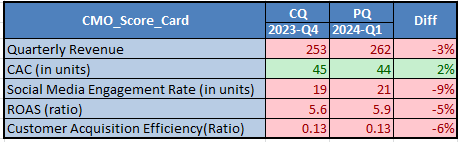 CMO_Score_Card CQ PQ Diff
2023-Q4 2024-Q1
Quarterly Revenue 253 262 -3%
CAC (in units) 45 44 2%
Social Media Engagement Rate (in units) 19 21 -9%
ROAS (ratio) 5.6 5.9 -5%
Customer Acquisition Efficiency(Ratio) 0.13 0.13 -6%